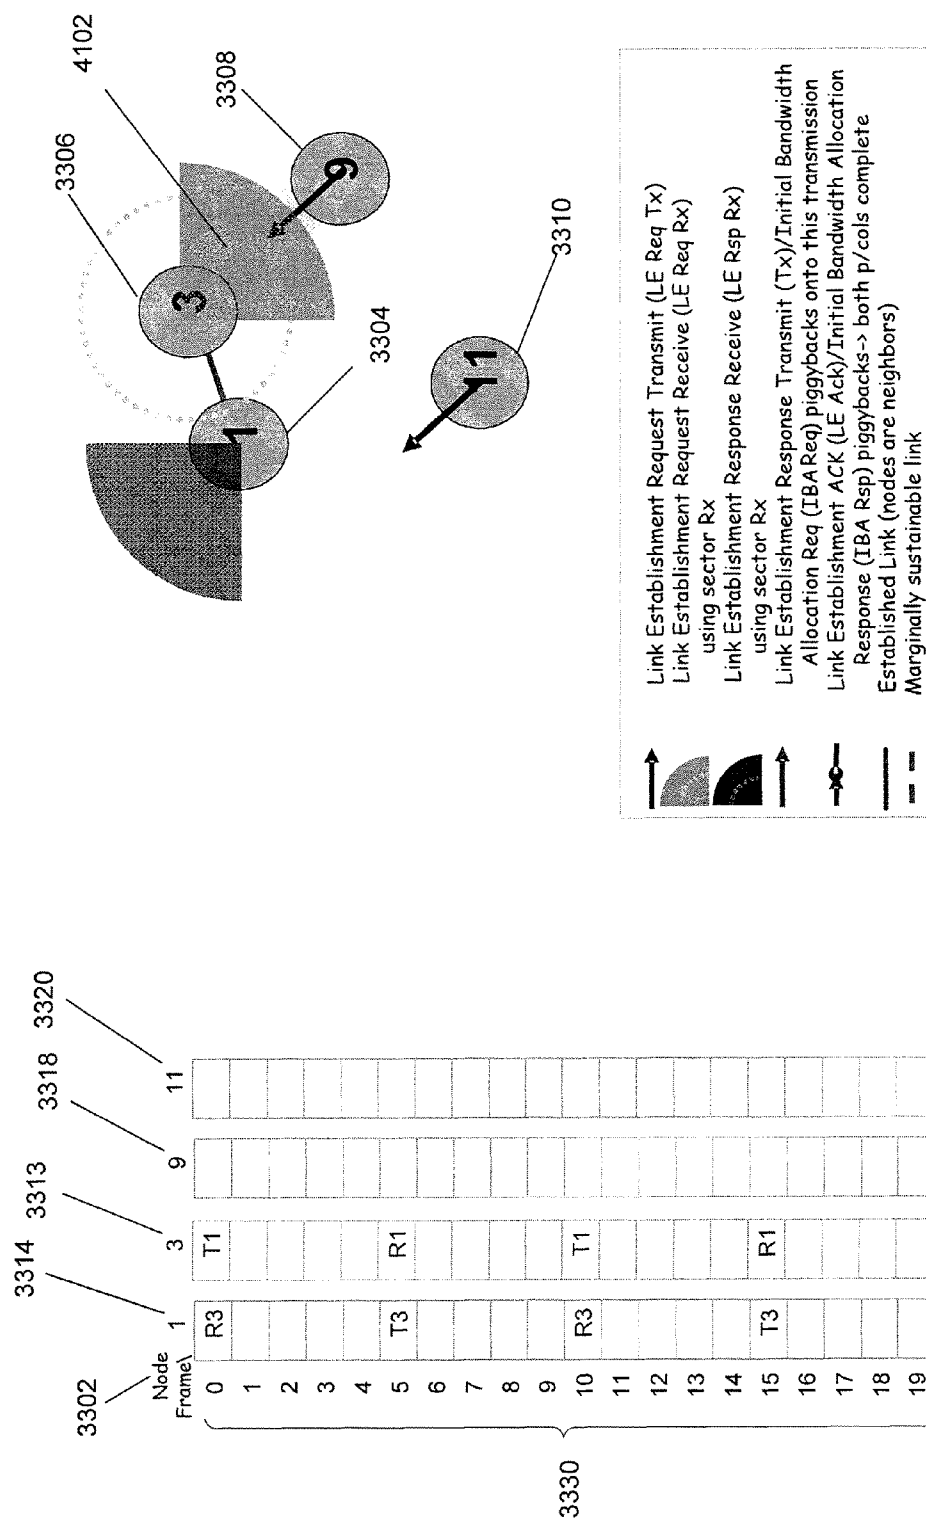 4102
3306
3308
3
9
1
11
3304
3310
Link Establishment Request Transmit (LE Req Tx)
Link Establishment Request Receive (LE Req Rx)
using sector Rx
Link Establishment Response Receive (LE Rsp Rx)
using sector Rx
Link Establishment Response Transmit (Tx)/Initial Bandwidth
Allocation Req (IBA Req) piggybacks onto this transmission
Link Establishment ACK (LE Ack)/Initial Bandwidth Allocation
Response (IBA Rsp) piggybacks-> both p/cols complete
Established Link (nodes are neighbors)
Marginally sustainable link
3302
3314
3313
3318
3320
Node 1 3 9 11
Frame\
0 R3 T1
1
2
3
4
5 T3 R1
6
7
8
9
10 R3 T1
11
12
13
14
15 T3 R1
16
17
18
19
3330